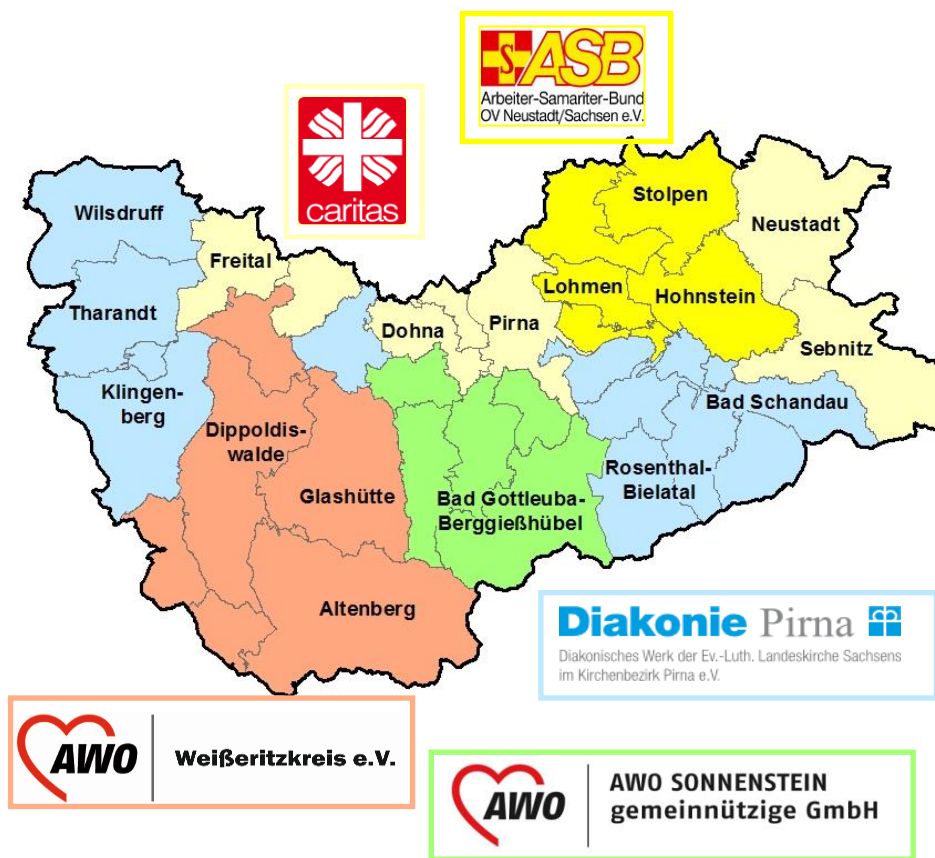 ASB
Arbeiter-Samariter-Bund
OV Neustadt/Sachsen e.V.
caritas
Stolpen
Wilsdruff
Neustadt
Freital
Lohmen
Hohnstein
Tharandt
Dohna
Pirna
Sebnitz
Klingen-
berg
Bad Schandau
Dippoldis-
walde
Rosenthal-
Bielatal
Glashütte
Bad Gottleuba-
Berggießhübel
Altenberg
Diakonie Pirna
Diakonisches Werk der Ev.-Luth. Landeskirche Sachsens
im Kirchenbezirk Pirna e.V.
AWO
Weißeritzkreis e.V.
AWO
AWO SONNENSTEIN
gemeinnützige GmbH